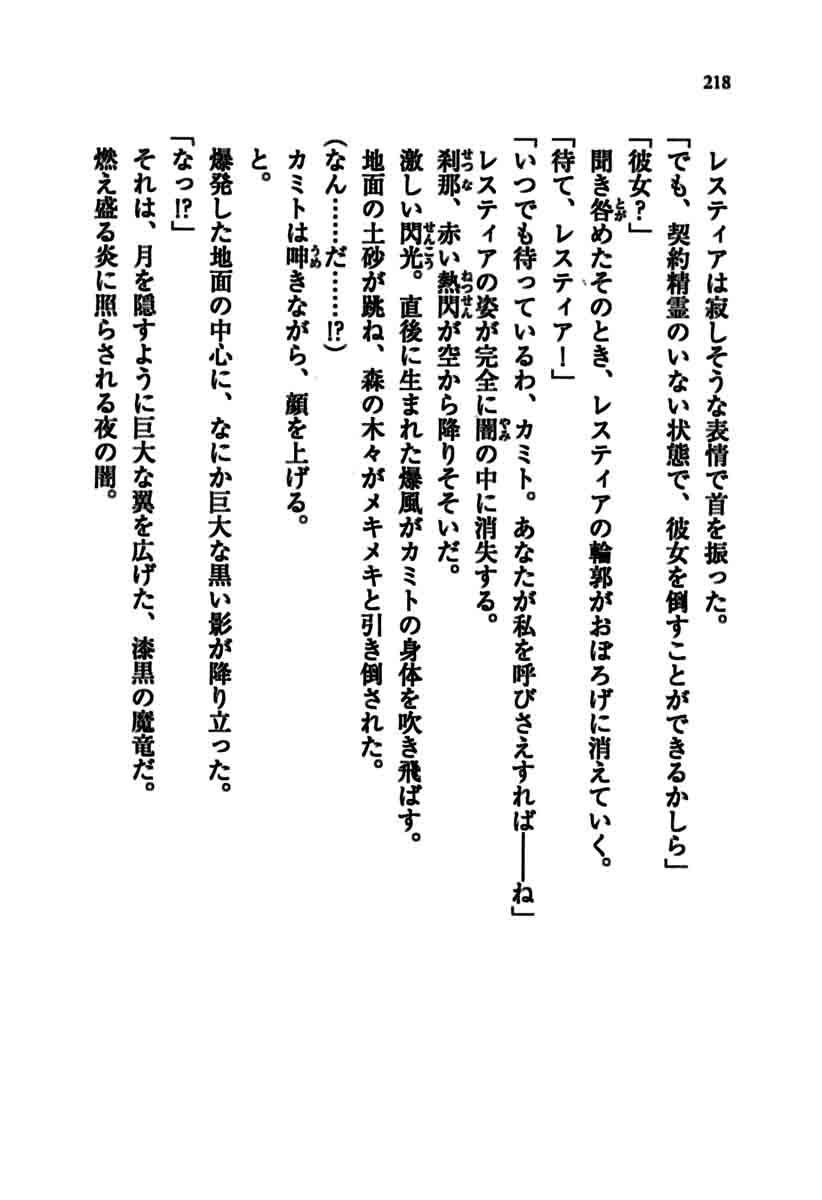 218
レスティアは寂しそうな表情で首を振った。
「でも、契約精霊のいない状態で、彼女を倒すことができるかしら」
「彼女？」
聞き咎めたそのとき、レスティアの輪郭がおぼろげに消えていく。
「待て、レスティア！」
「いつでも待っているわ、カミト。あなたが私を呼びさえすれば――ね」
レスティアの姿が完全に闇の中に消失する。
刹那、赤い熱閃が空から降りそそいだ。
激しい閃光。直後に生まれた爆風がカミトの身体を吹き飛ばす。
地面の土砂が跳ね、森の木々がメキメキと引き倒された。
（なん……だ……!?）
カミトは呻きながら、顔を上げる。
と。
爆発した地面の中心に、なにか巨大な黒い影が降り立った。
「なっ!?」
それは、月を隠すように巨大な翼を広げた、漆黒の魔竜だ。
燃え盛る炎に照らされる夜の闇。